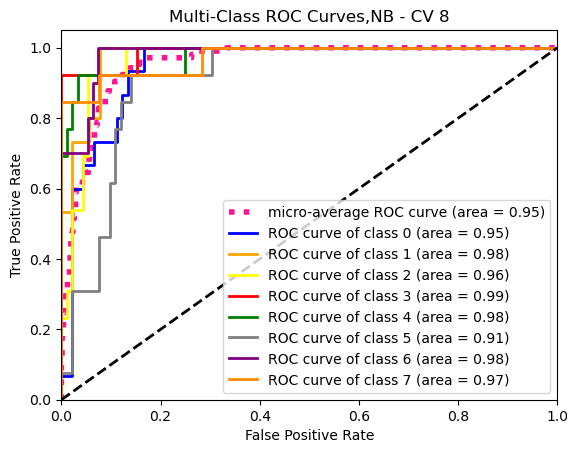 Multi-Class ROC Curves,NB - CV 8
True Positive Rate
1.0
0.8
0.6
0.4
0.2
0.0
micro-average ROC curve (area = 0.95)
ROC curve of class 0 (area = 0.95)
ROC curve of class 1 (area = 0.98)
ROC curve of class 2 (area = 0.96)
ROC curve of class 3 (area = 0.99)
ROC curve of class 4 (area = 0.98)
ROC curve of class 5 (area = 0.91)
ROC curve of class 6 (area = 0.98)
ROC curve of class 7 (area = 0.97)
0.0 0.2 0.4 0.6 0.8 1.0
False Positive Rate